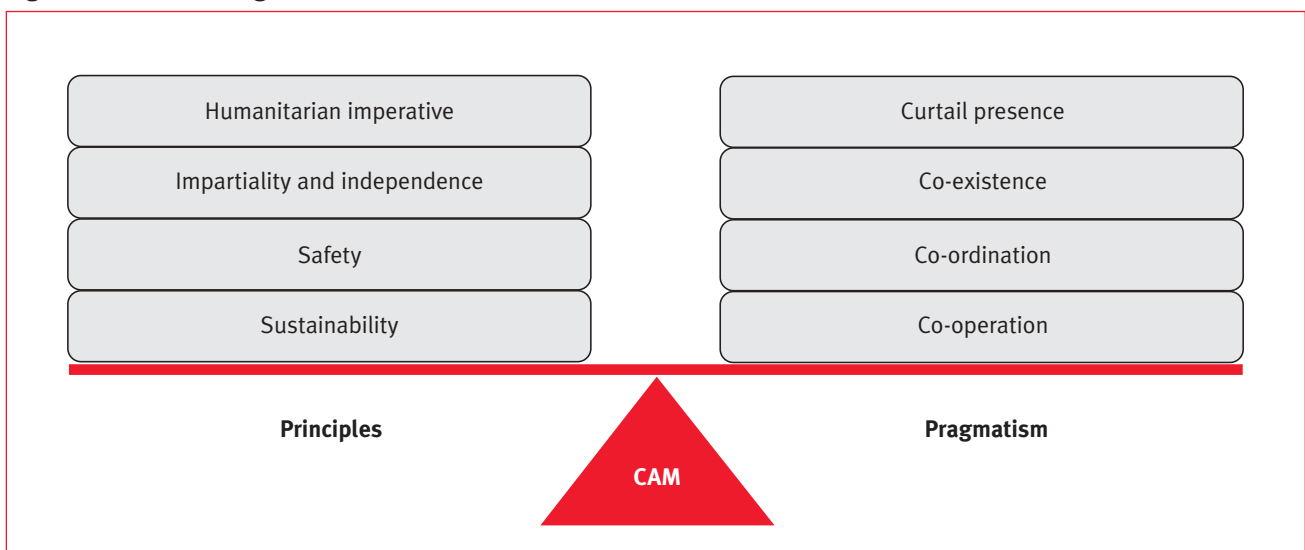 Humanitarian imperative
Impartiality and independence
Safety
Sustainability
Curtail presence
Co-existence
Co-ordination
Co-operation
Principles
Pragmatism
CAM